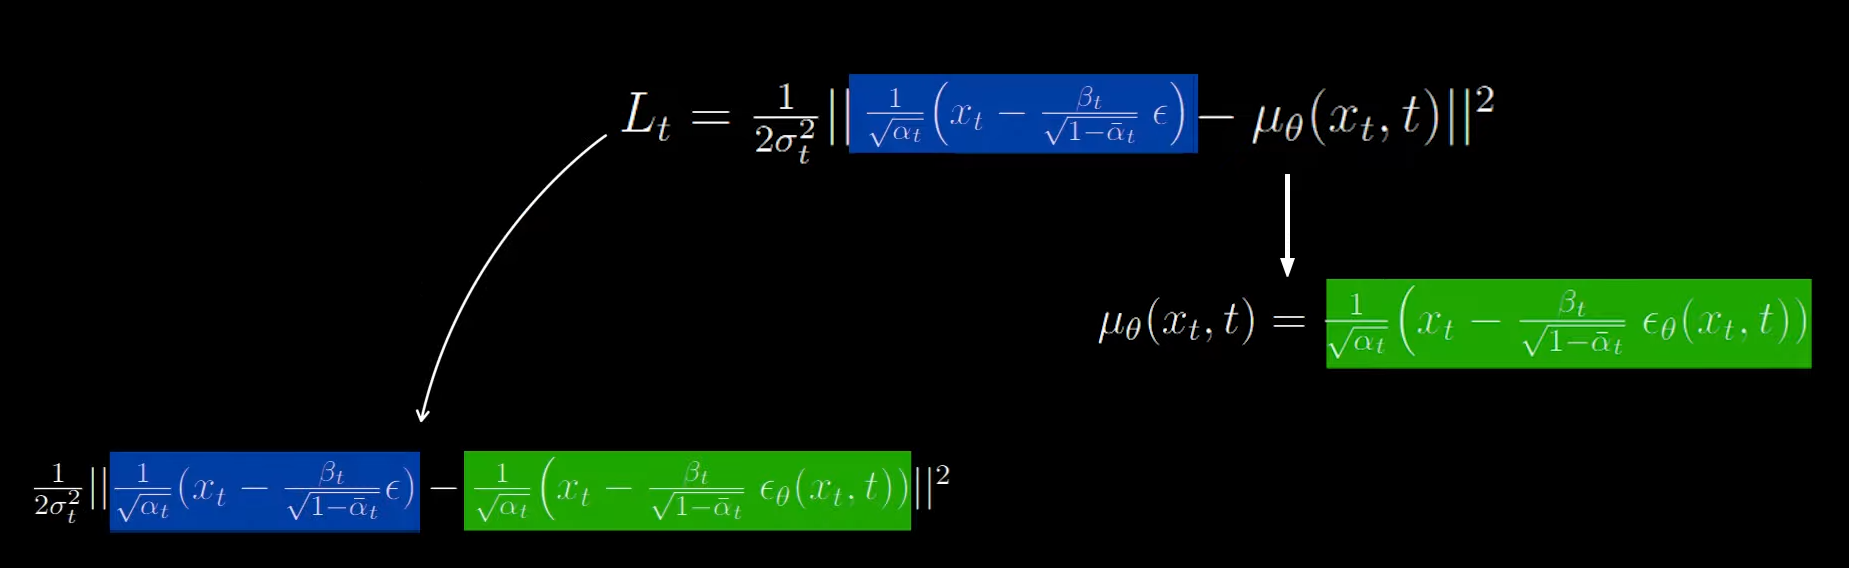 L_t = \frac{1}{2\sigma_t^2} || \frac{1}{\sqrt{\alpha_t}} \left( x_t - \frac{\beta_t}{\sqrt{1-\bar{\alpha}_t}} \epsilon \right) - \mu_\theta(x_t, t) ||^2
\mu_\theta(x_t, t) = \frac{1}{\sqrt{\alpha_t}} \left( x_t - \frac{\beta_t}{\sqrt{1-\bar{\alpha}_t}} \epsilon_\theta(x_t, t) \right)
\frac{1}{2\sigma_t^2} || \frac{1}{\sqrt{\alpha_t}} ( x_t - \frac{\beta_t}{\sqrt{1-\bar{\alpha}_t}} \epsilon ) - \frac{1}{\sqrt{\alpha_t}} \left( x_t - \frac{\beta_t}{\sqrt{1-\bar{\alpha}_t}} \epsilon_\theta(x_t, t) \right) ||^2